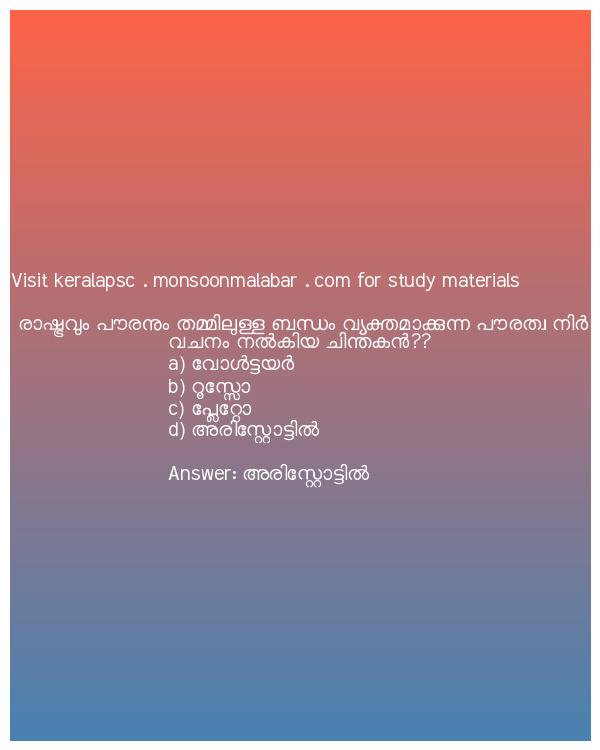 Visit keralapsc . monsoonmalabar . com for study materials
രാഷ്ട്രവും പൗരനും തമ്മിലുള്ള ബന്ധം വ്യക്തമാക്കുന്ന പൗരത്വ നിർ
വചനം നൽകിയ ചിന്തകൻ??
a) വോൾട്ടയർ
b) റൂസ്സോ
c) പ്ലേറ്റോ
d) അരിസ്റ്റോട്ടിൽ
Answer: അരിസ്റ്റോട്ടിൽ